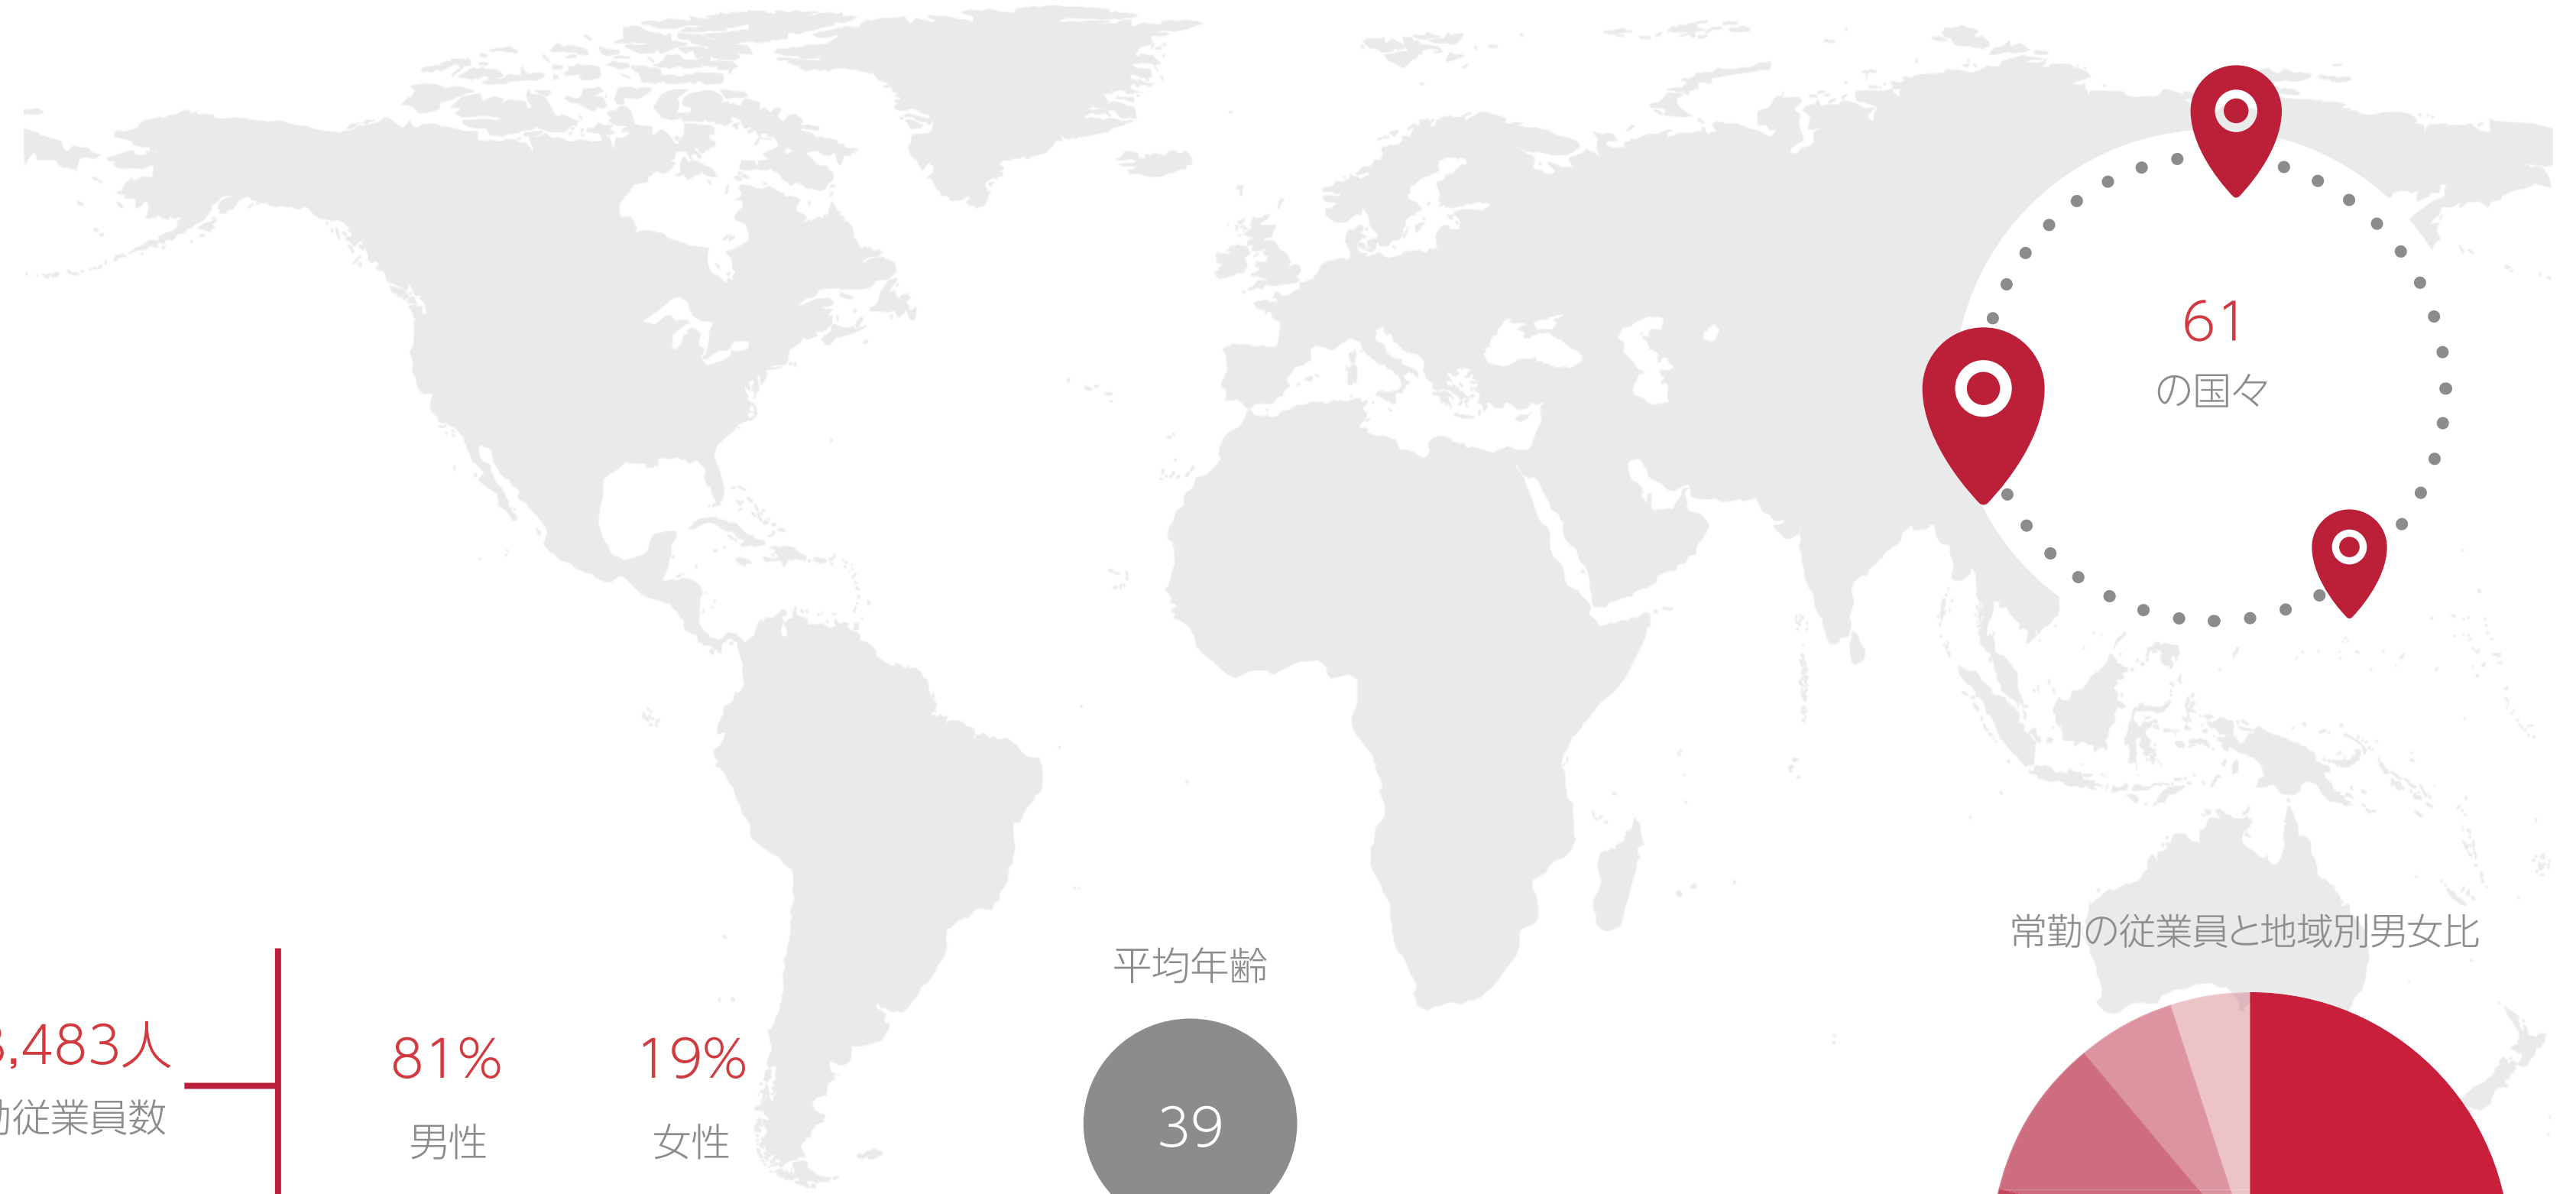 61
の国々
常勤の従業員と地域別男女比
平均年齢
,483人
従業員数
81%
19%
男性
女性
39